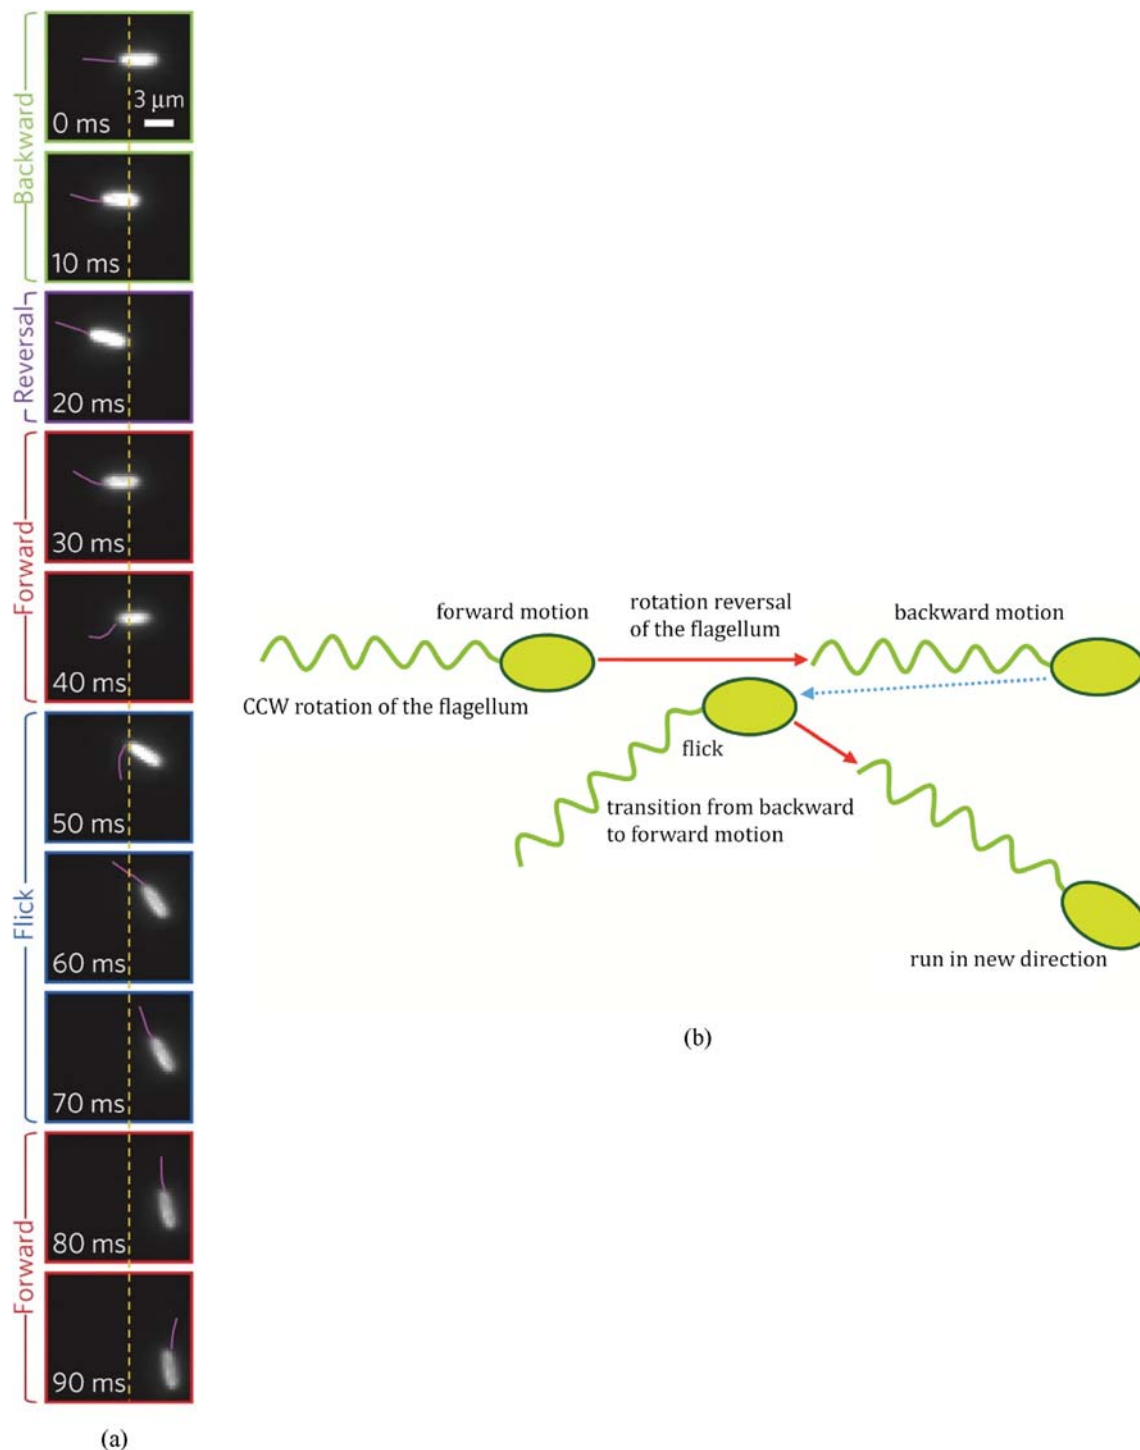 Backward
3 μm
0 ms
10 ms
Reversal
20 ms
Forward
30 ms
40 ms
Flick
50 ms
60 ms
70 ms
Forward
80 ms
90 ms
(a)
forward motion
rotation reversal
of the flagellum
backward motion
CCW rotation of the flagellum
flick
transition from backward
to forward motion
run in new direction
(b)